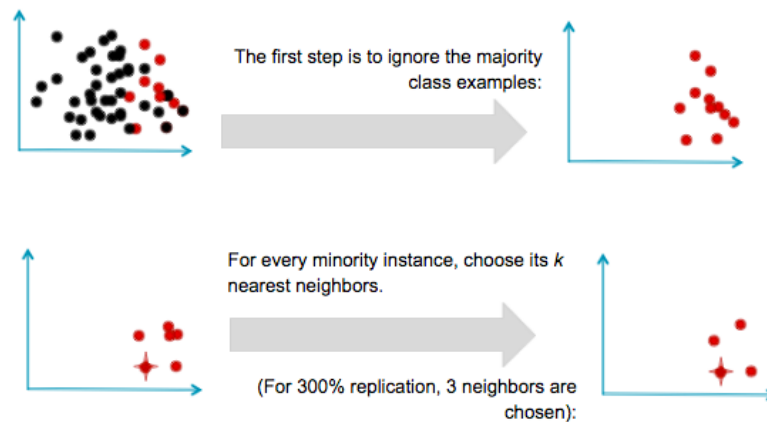 The first step is to ignore the majority
class examples:
For every minority instance, choose its k
nearest neighbors.
(For 300% replication, 3 neighbors are
chosen):